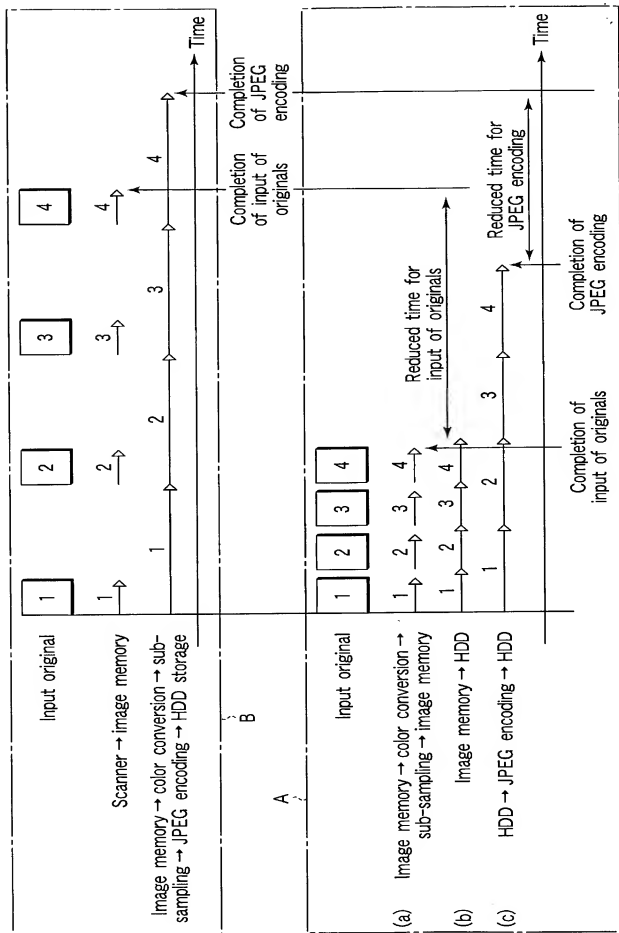 Input original
1
2
3
4
Scanner → image memory
1
2
3
4
Completion
of input of
originals
Completion
of JPEG
encoding
Image memory → color conversion → sub-
sampling → JPEG encoding → HDD storage
1
2
3
4
Time
B
A
Input original
1
2
3
4
(a)
Image memory → color conversion →
sub-sampling → image memory
1
2
3
4
Reduced time for
input of originals
(b)
Image memory → HDD
1
2
3
4
Reduced time for
JPEG encoding
(c)
HDD → JPEG encoding → HDD
1
2
3
4
Completion of
input of originals
Completion of
JPEG encoding
Time